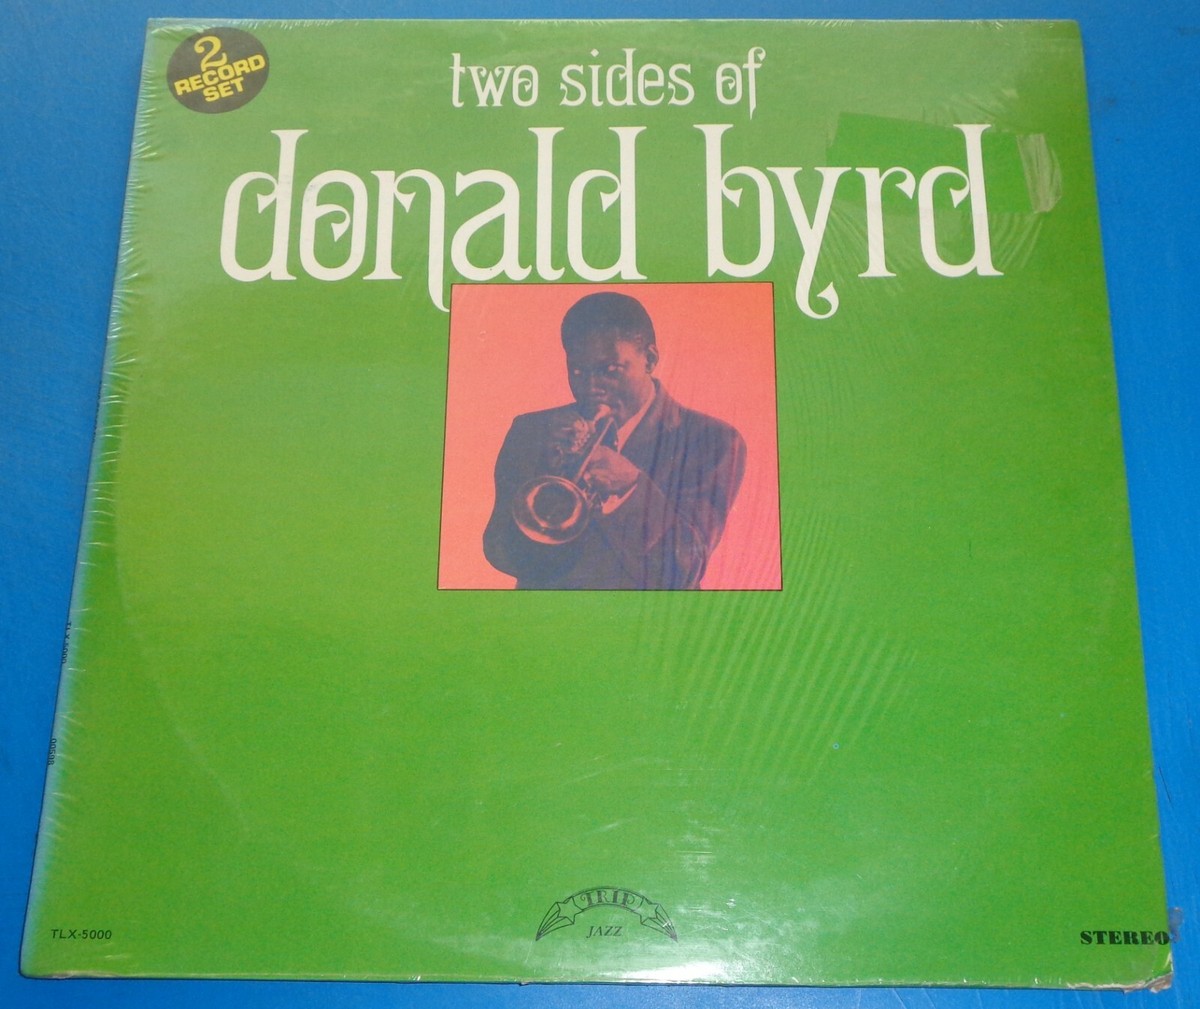 2
RECORD
SET
two sides of
donald byrd
TRIP
JAZZ
TLX-5000
STEREO